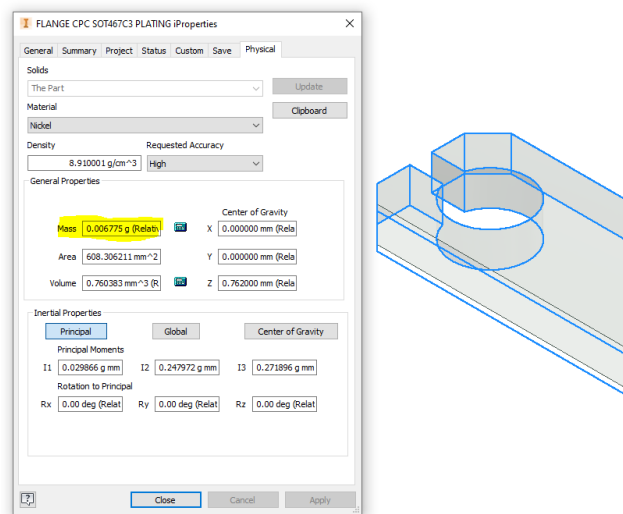 FLANGE CPC SOT467C3 PLATING iProperties
General Summary Project Status Custom Save Physical
Solids
The Part
Update
Material
Clipboard
Nickel
Density Requested Accuracy
8.910001 g/cm^3 High
General Properties
Center of Gravity
Mass 0.006775 g (Relativ X 0.000000 mm (Rela
Area 608.306211 mm^2 Y 0.000000 mm (Rela
Volume 0.760383 mm^3 (R Z 0.762000 mm (Rela
Inertial Properties
Principal Global Center of Gravity
Principal Moments
I1 0.029866 g mm I2 0.247972 g mm I3 0.271896 g mm
Rotation to Principal
Rx 0.00 deg (Relat Ry 0.00 deg (Relat Rz 0.00 deg (Relat
Close Cancel Apply